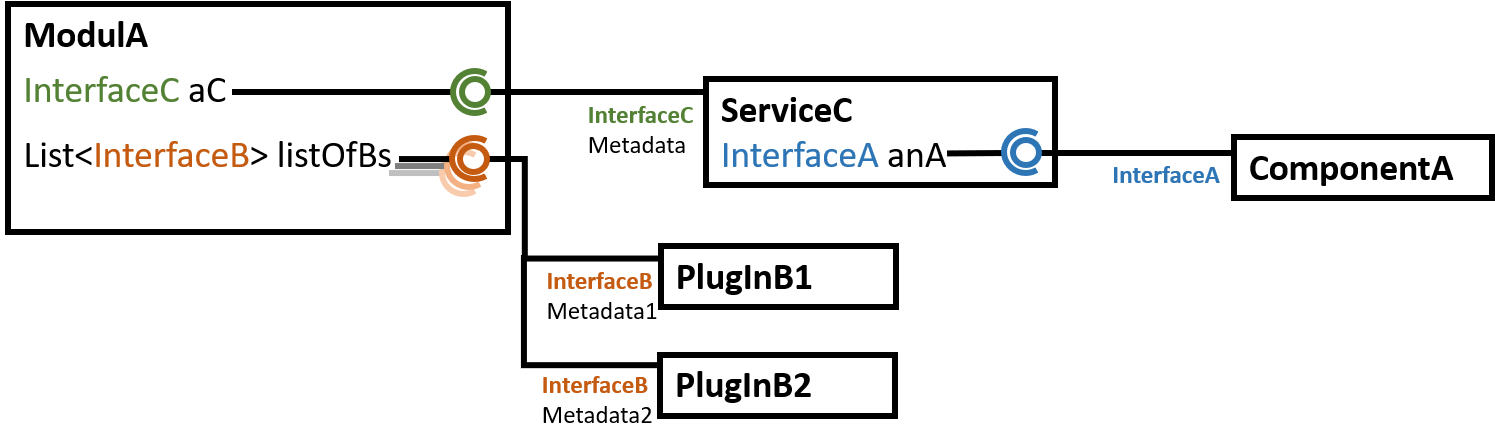 ModulA
InterfaceC aC
List<InterfaceB> listOfBs
InterfaceC
Metadata
ServiceC
InterfaceA anA
InterfaceA
ComponentA
InterfaceB
Metadata1
PlugInB1
InterfaceB
Metadata2
PlugInB2